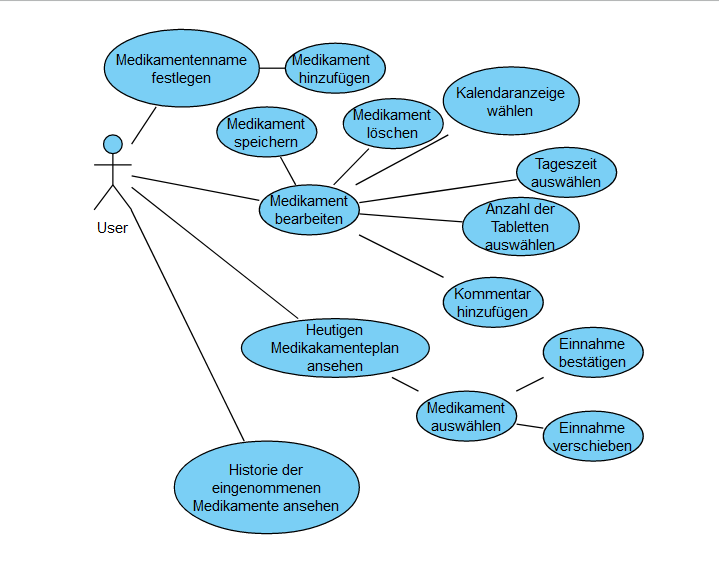 Medikamentenname
festlegen
Medikament
hinzufügen
Medikament
speichern
Medikament
löschen
Kalendaranzeige
wählen
Tageszeit
auswählen
User
Medikament
bearbeiten
Anzahl der
Tabletten
auswählen
Kommentar
hinzufügen
Heutigen
Medikakamenteplan
ansehen
Einnahme
bestätigen
Medikament
auswählen
Einnahme
verschieben
Historie der
eingenommenen
Medikamente ansehen